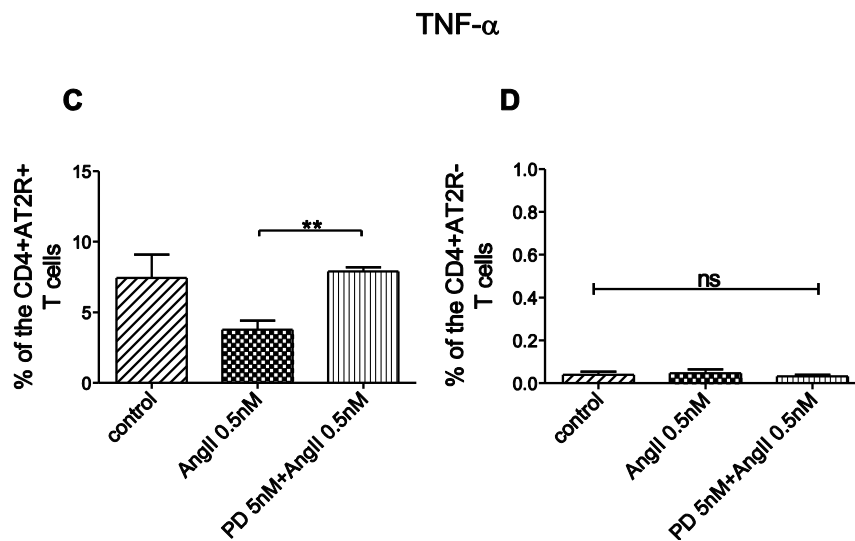 TNF-α
C
% of the CD4+AT2R+
T cells
15
10
5
0
**
control
AngII 0.5nM
PD 5nM+AngII 0.5nM
D
% of the CD4+AT2R-
T cells
1.0
0.8
0.6
0.4
0.2
0.0
ns
control
AngII 0.5nM
PD 5nM+AngII 0.5nM